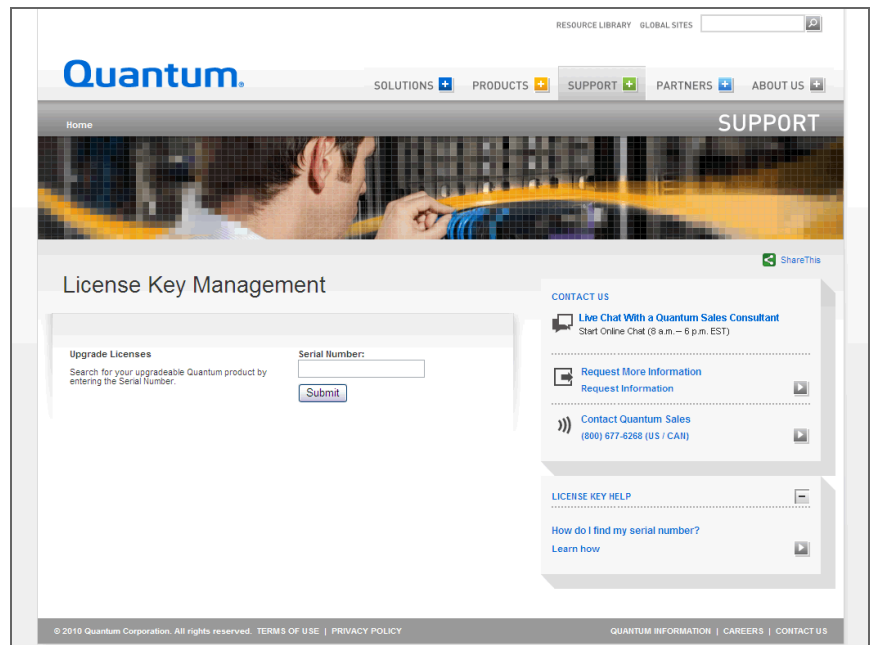 RESOURCE LIBRARY GLOBAL SITES
Quantum.
SOLUTIONS PRODUCTS SUPPORT PARTNERS ABOUT US
Home
SUPPORT
ShareThis
License Key Management
Upgrade Licenses
Search for your upgradeable Quantum product by
entering the Serial Number.
Serial Number:
Submit
CONTACT US
Live Chat With a Quantum Sales Consultant
Start Online Chat (8 a.m.– 6 p.m. EST)
Request More Information
Request Information
Contact Quantum Sales
(800) 677-6268 (US / CAN)
LICENSE KEY HELP
How do I find my serial number?
Learn how
© 2010 Quantum Corporation. All rights reserved. TERMS OF USE | PRIVACY POLICY
QUANTUM INFORMATION | CAREERS | CONTACT US